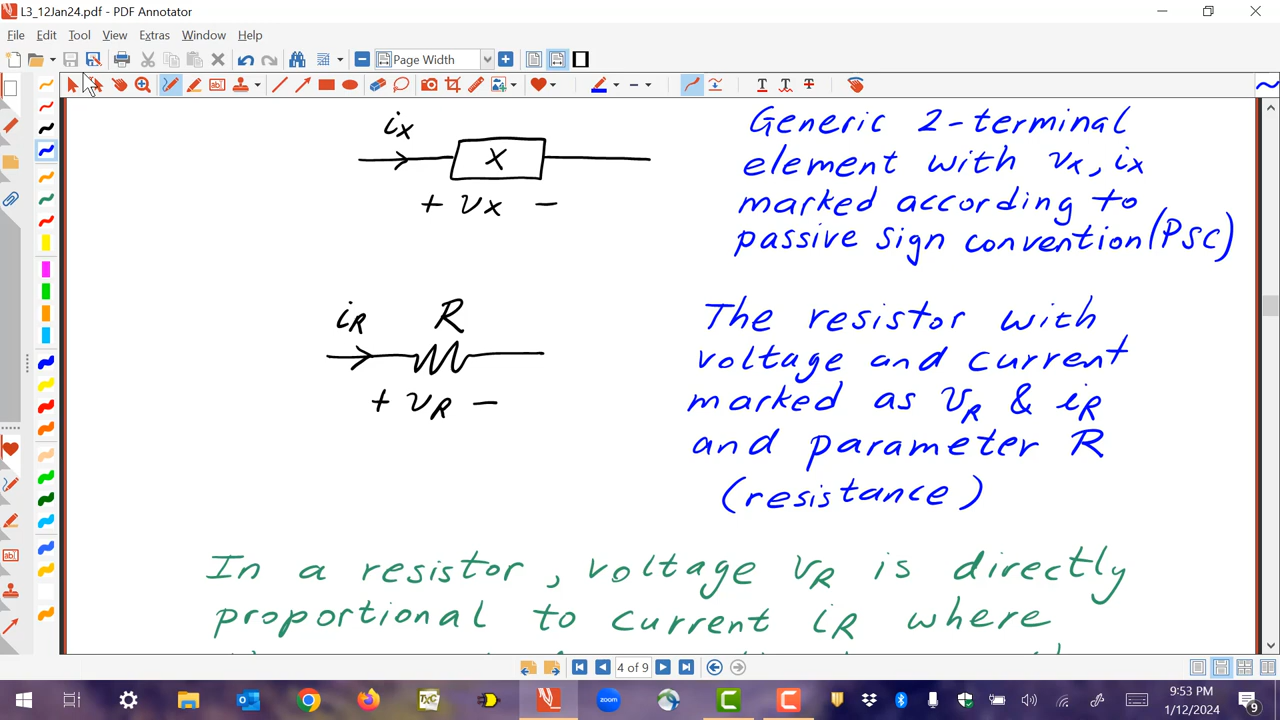 L3_12Jan24.pdf - PDF Annotator
File Edit Tool View Extras Window Help
Page Width
iX
X
+ vX −
Generic 2-terminal
element with vX, iX
marked according to
passive sign convention (PSC)
iR R
+ vR −
The resistor with
voltage and current
marked as vR & iR
and parameter R
(resistance)
In a resistor, voltage vR is directly
proportional to current iR where
4 of 9
9:53 PM
1/12/2024